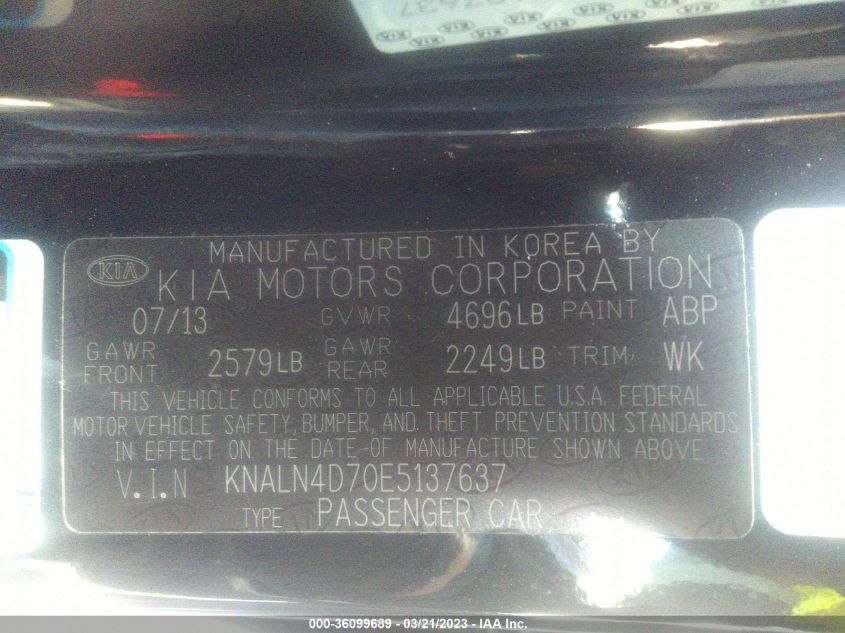 KIA
MANUFACTURED IN KOREA BY
KIA MOTORS CORPORATION
07/13 GVWR 4696LB PAINT ABP
GAWR FRONT 2579LB GAWR REAR 2249LB TRIM WK
THIS VEHICLE CONFORMS TO ALL APPLICABLE U.S.A. FEDERAL
MOTOR VEHICLE SAFETY, BUMPER, AND THEFT PREVENTION STANDARDS
IN EFFECT ON THE DATE OF MANUFACTURE SHOWN ABOVE
V.I.N KNALN4D70E5137637
TYPE PASSENGER CAR
000-36099689 - 03/21/2023 - IAA Inc.